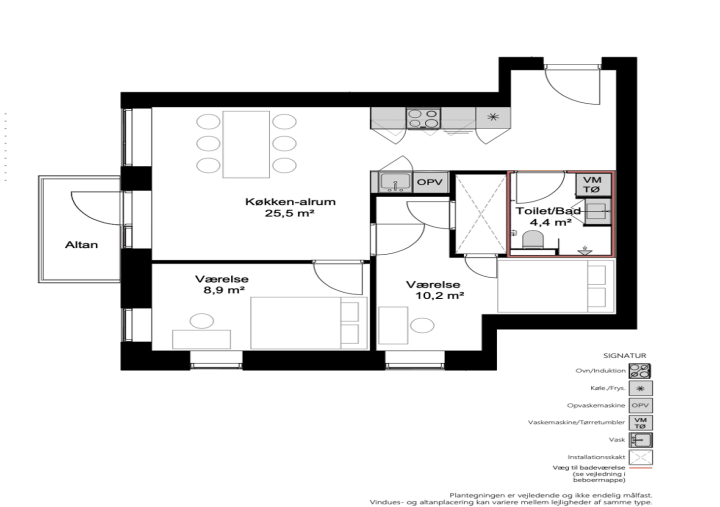 OPV
VM
TØ
Køkken-alrum
25,5 m²
Toilet/Bad
4,4 m²
Altan
Værelse
8,9 m²
Værelse
10,2 m²
SIGNATUR
Ovn/Induktion
Køle./Frys.
Opvaskemaskine OPV
Vaskemaskine/Tørretumbler VM TØ
Vask
Installationsskakt
Væg til badeværelse
(se vejledning i
beboermappe)
Plantegningen er vejledende og ikke endelig målfast.
Vindues- og altanplacering kan variere mellem lejligheder af samme type.